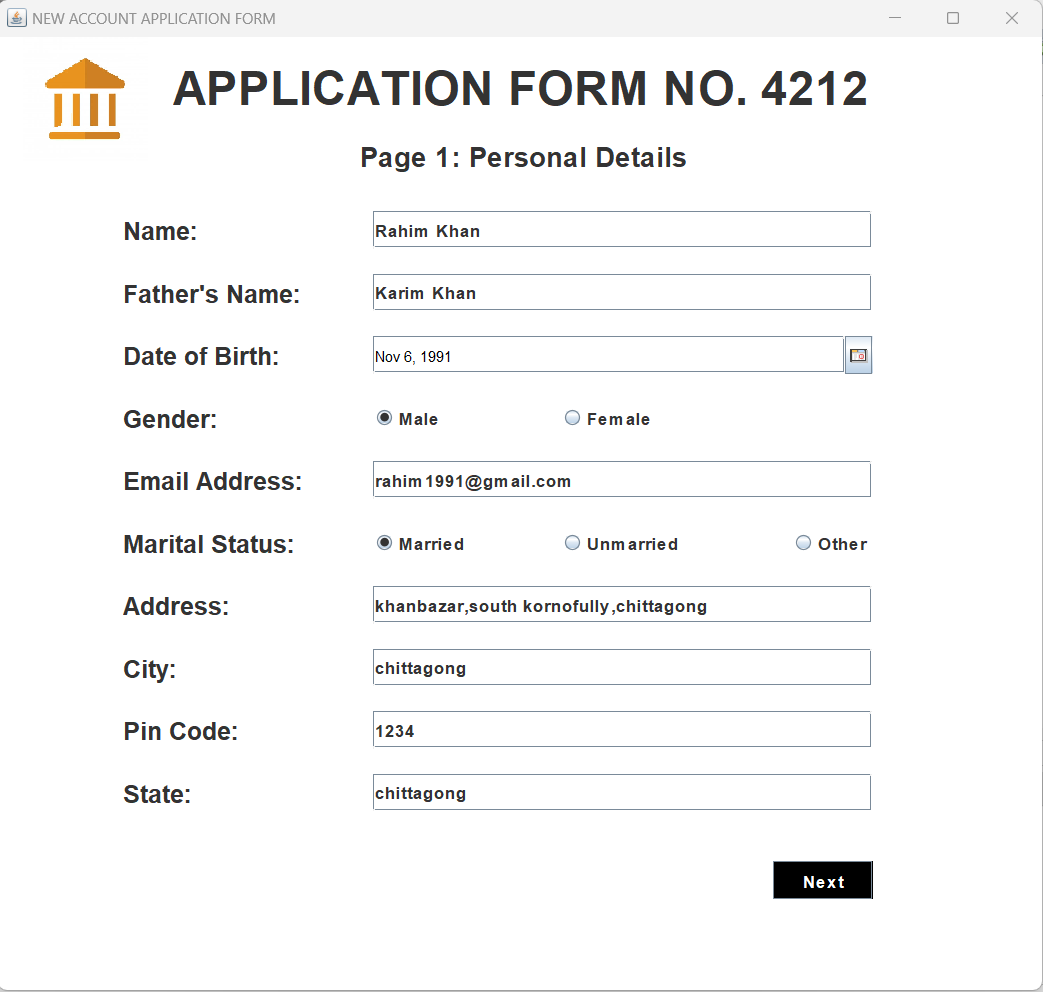 NEW ACCOUNT APPLICATION FORM
APPLICATION FORM NO. 4212
Page 1: Personal Details
Name: Rahim Khan
Father's Name: Karim Khan
Date of Birth: Nov 6, 1991
Gender: Male Female
Email Address: rahim1991@gmail.com
Marital Status: Married Unmarried Other
Address: khanbazar,south kornofully,chittagong
City: chittagong
Pin Code: 1234
State: chittagong
Next